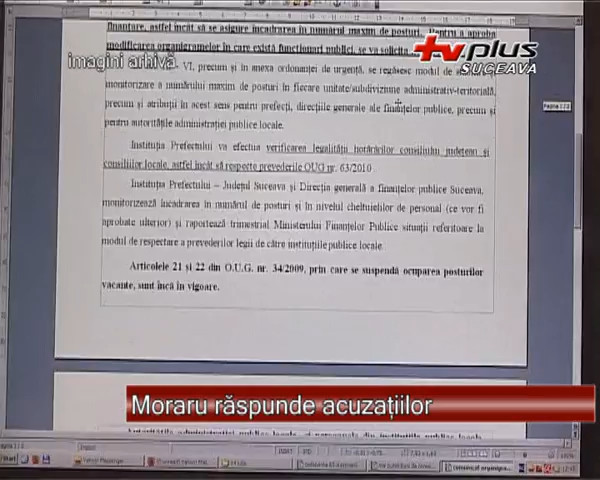 finanțare, astfel încât să se asigure încadrarea în numărul maxim de posturi. Pentru a aproba
modificarea organigramelor în care există funcționari publici, se va solicita
imagini arhivă
tvplus
SUCEAVA
VI, precum și în anexa ordonanței de urgență, se regăsesc modul de
monitorizare a numărului maxim de posturi în fiecare unitate/subdiviziune administrativ-teritorială,
precum și atribuții în acest sens pentru prefecți, direcțiile generale ale finanțelor publice, precum și
pentru autoritățile administrației publice locale.
Instituția Prefectului va efectua verificarea legalității hotărârilor consiliului județean și
consiliilor locale, astfel încât să respecte prevederile OUG nr. 63/2010
Instituția Prefectului – Județul Suceava și Direcția generală a finanțelor publice Suceava,
monitorizează încadrarea în numărul de posturi și în nivelul cheltuielilor de personal (ce vor fi
aprobate ulterior) și raportează trimestrial Ministerului Finanțelor Publice situații referitoare la
modul de respectare a prevederilor legii de către instituțiile publice locale.
Articolele 21 și 22 din O.U.G. nr. 34/2009, prin care se suspendă ocuparea posturilor
vacante, sunt încă în vigoare.
Moraru răspunde acuzațiilor
Start